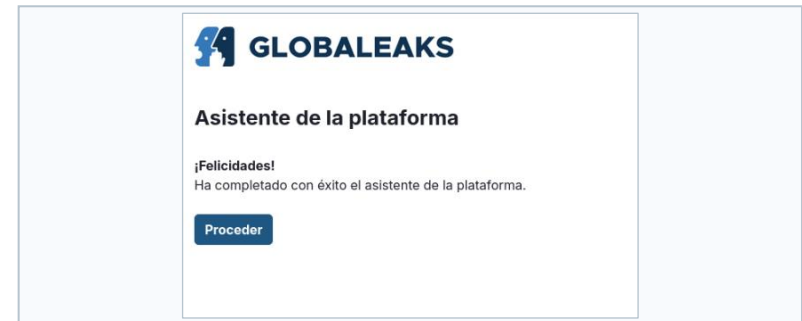 GLOBALEAKS
Asistente de la plataforma
¡Felicidades!
Ha completado con éxito el asistente de la plataforma.
Proceder